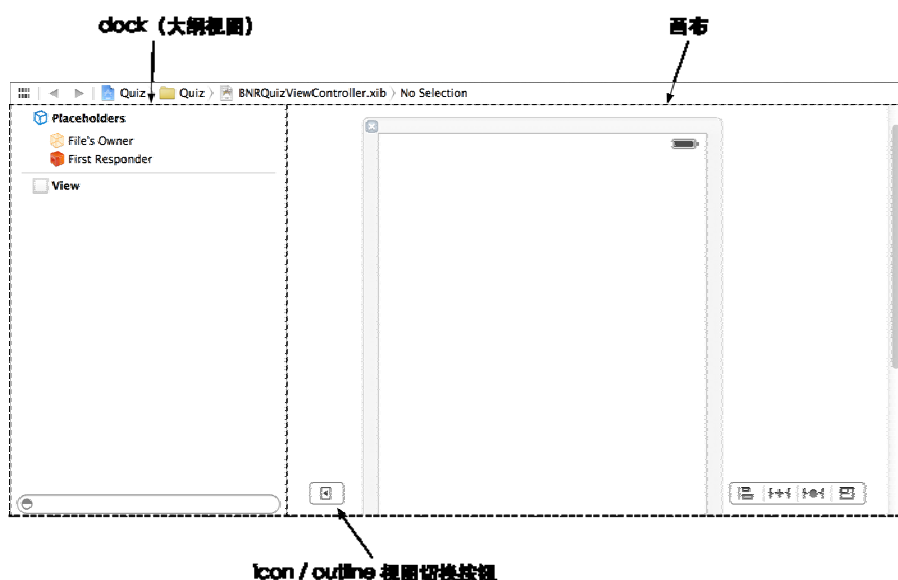 dock（大纲视图）
画布
Quiz 〉 Quiz 〉 BNRQuizViewController.xib 〉 No Selection
Placeholders
File's Owner
First Responder
View
icon / outline 视图切换按钮